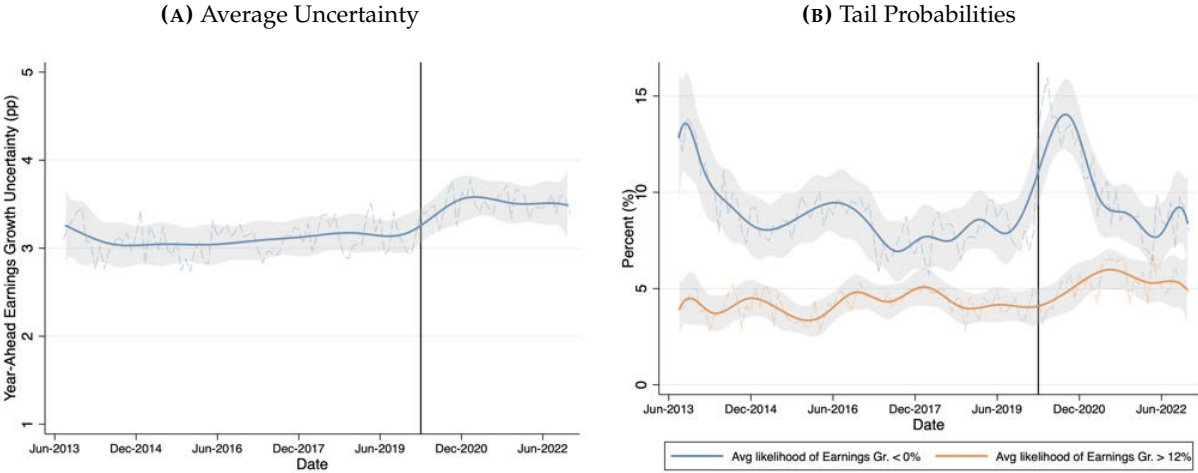 (A) Average Uncertainty
Year-Ahead Earnings Growth Uncertainty (pp)
5
4
3
2
1
Jun-2013 Dec-2014 Jun-2016 Dec-2017 Jun-2019 Dec-2020 Jun-2022
Date
(B) Tail Probabilities
Percent (%)
15
10
5
0
Jun-2013 Dec-2014 Jun-2016 Dec-2017 Jun-2019 Dec-2020 Jun-2022
Date
Avg likelihood of Earnings Gr. < 0% Avg likelihood of Earnings Gr. > 12%